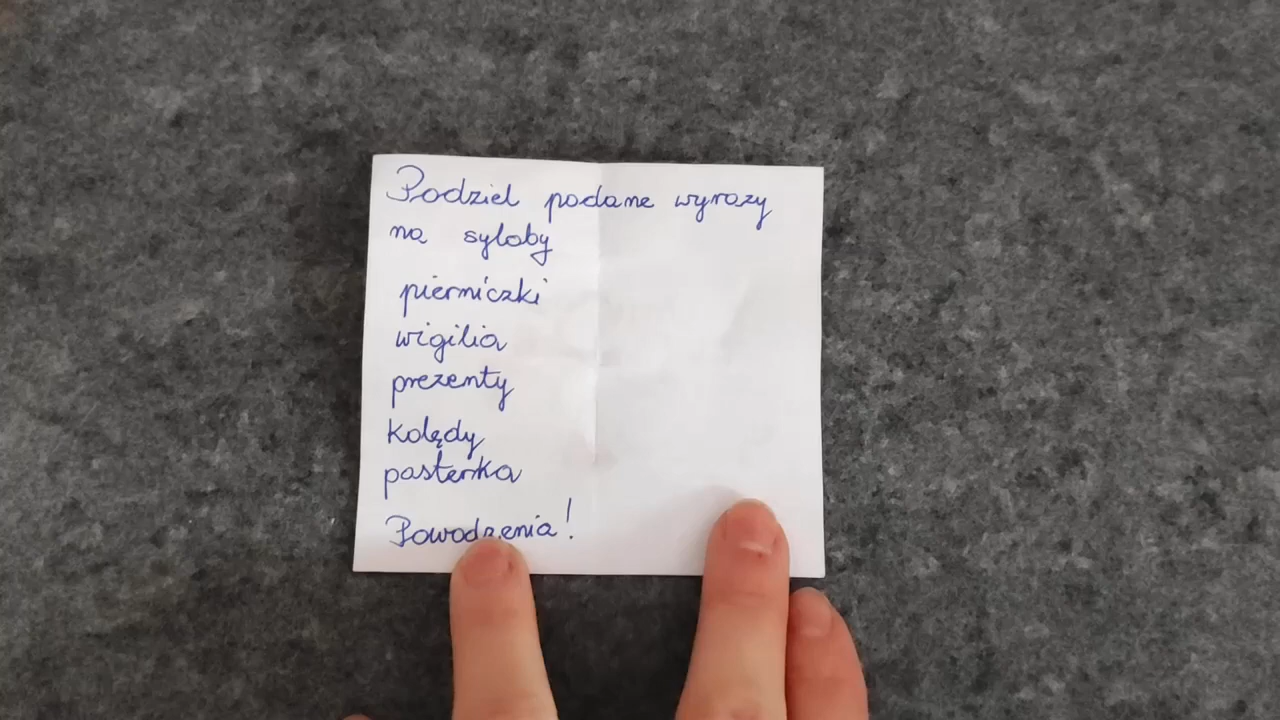 Podziel podane wyrazy
na sylaby
pierniczki
wigilia
prezenty
kolędy
pasterka
Powodzenia!